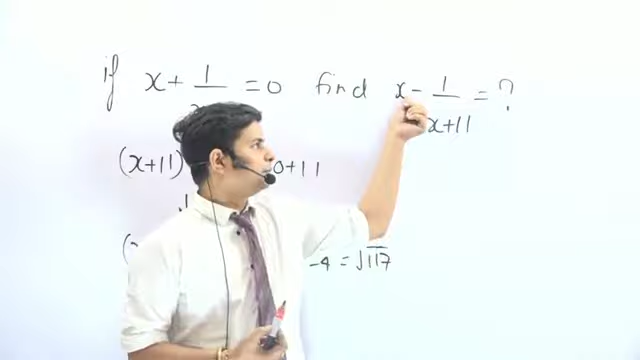 if x + 1/ = 0 find x - 1/x+11 = ?
(x+11) 0+11
-4 = √117